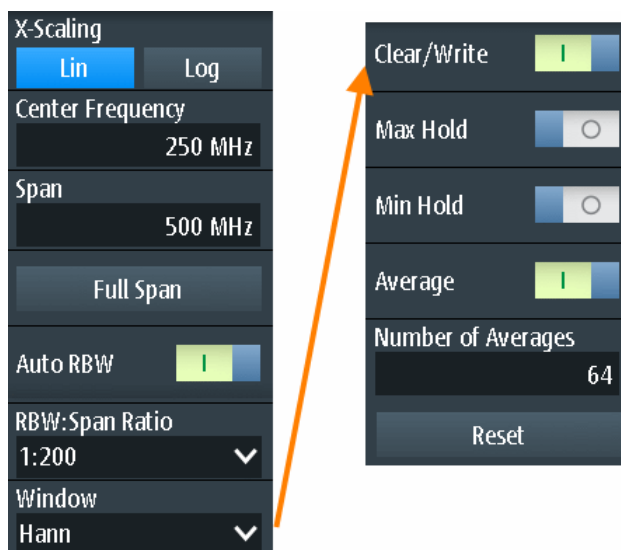 X-Scaling
Lin Log
Center Frequency
250 MHz
Span
500 MHz
Full Span
Auto RBW I
RBW:Span Ratio
1:200
Window
Hann
Clear/Write I
Max Hold O
Min Hold O
Average I
Number of Averages
64
Reset